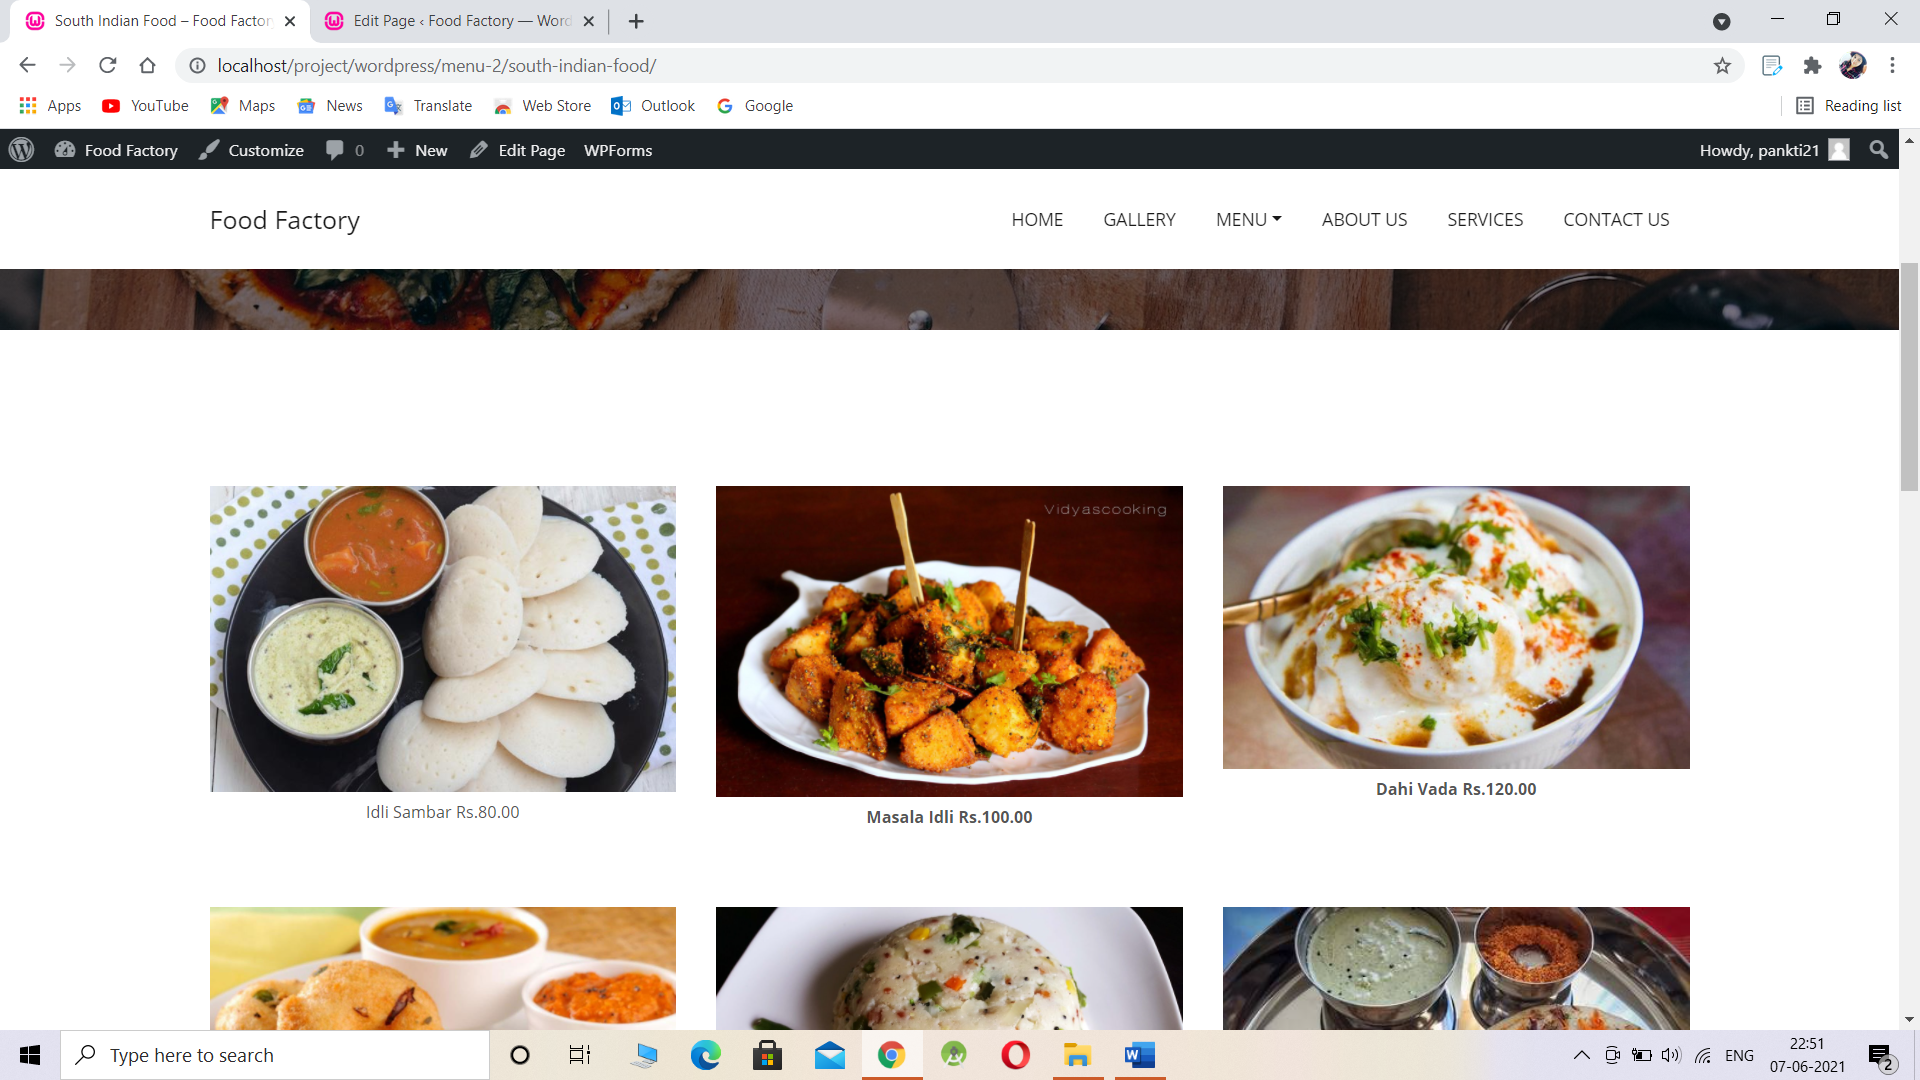 South Indian Food – Food Factor
Edit Page ‹ Food Factory — Word
localhost/project/wordpress/menu-2/south-indian-food/
Apps YouTube Maps News Translate Web Store Outlook Google Reading list
Food Factory Customize 0 New Edit Page WPForms Howdy, pankti21
Food Factory HOME GALLERY MENU ABOUT US SERVICES CONTACT US
Vidyascooking
Idli Sambar Rs.80.00
Masala Idli Rs.100.00
Dahi Vada Rs.120.00
Type here to search
ENG
22:51
07-06-2021
2